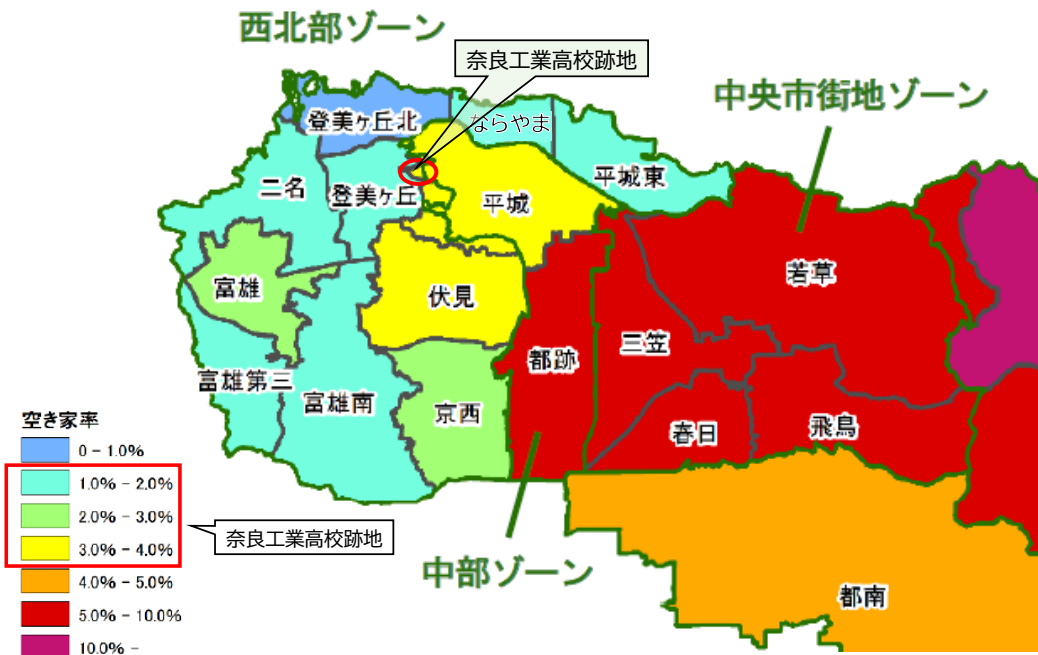 西北部ゾーン
奈良工業高校跡地
中央市街地ゾーン
登美ヶ丘北
ならやま
二名
登美ヶ丘
平城
平城東
富雄
伏見
若草
三笠
都跡
富雄第三
富雄南
京西
春日
飛鳥
空き家率
0 - 1.0%
1.0% - 2.0%
2.0% - 3.0%
3.0% - 4.0%
4.0% - 5.0%
5.0% - 10.0%
10.0% -
奈良工業高校跡地
中部ゾーン
都南